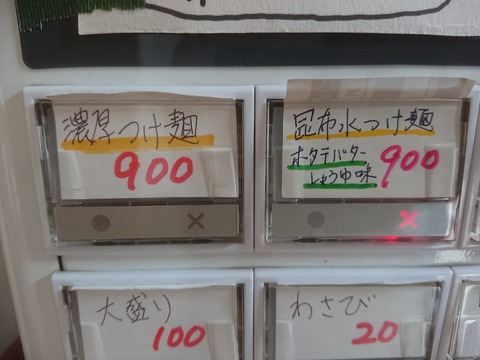 濃厚つけ麺
900
昆布水つけ麺
ホタテバター
しょうゆ味
900
大盛り
100
わさび
20